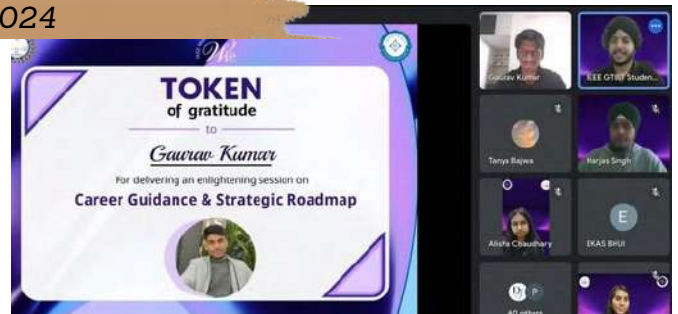 024
TOKEN
of gratitude
to
Gaurav Kumar
For delivering an enlightening session on
Career Guidance & Strategic Roadmap
Gaurav Kumar
IEEE GTBIT Studen...
Tanya Bajwa
Harjas Singh
Alisha Chaudhary
E
EKAS BHUI
P
40 others